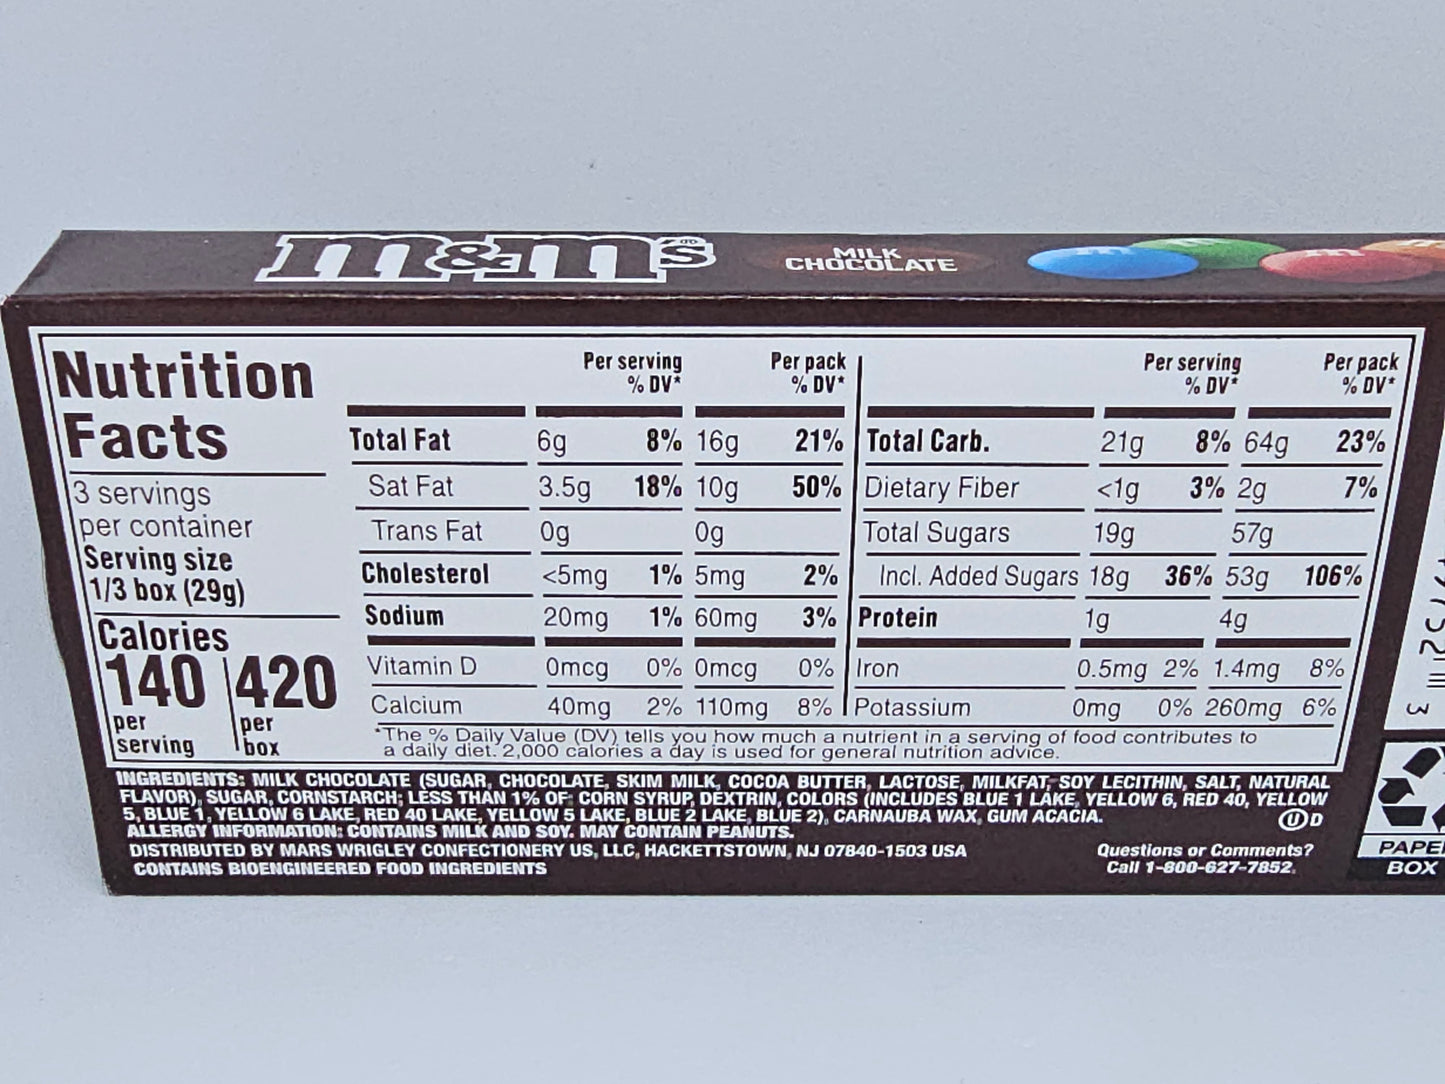 m&m's®
MILK
CHOCOLATE
Nutrition
Facts
3 servings
per container
Serving size
1/3 box (29g)
Calories
140 420
per serving per box
Per serving Per pack
% DV* % DV*
Total Fat 6g 8% 16g 21%
Sat Fat 3.5g 18% 10g 50%
Trans Fat 0g 0g
Cholesterol <5mg 1% 5mg 2%
Sodium 20mg 1% 60mg 3%
Vitamin D 0mcg 0% 0mcg 0%
Calcium 40mg 2% 110mg 8%
Per serving Per pack
% DV* % DV*
Total Carb. 21g 8% 64g 23%
Dietary Fiber <1g 3% 2g 7%
Total Sugars 19g 57g
Incl. Added Sugars 18g 36% 53g 106%
Protein 1g 4g
Iron 0.5mg 2% 1.4mg 8%
Potassium 0mg 0% 260mg 6%
*The % Daily Value (DV) tells you how much a nutrient in a serving of food contributes to
a daily diet. 2,000 calories a day is used for general nutrition advice.
INGREDIENTS: MILK CHOCOLATE (SUGAR, CHOCOLATE, SKIM MILK, COCOA BUTTER, LACTOSE, MILKFAT, SOY LECITHIN, SALT, NATURAL
FLAVOR), SUGAR, CORNSTARCH; LESS THAN 1% OF: CORN SYRUP, DEXTRIN, COLORS (INCLUDES BLUE 1 LAKE, YELLOW 6, RED 40, YELLOW
5, BLUE 1, YELLOW 6 LAKE, RED 40 LAKE, YELLOW 5 LAKE, BLUE 2 LAKE, BLUE 2), CARNAUBA WAX, GUM ACACIA.
ALLERGY INFORMATION: CONTAINS MILK AND SOY. MAY CONTAIN PEANUTS.
U D
DISTRIBUTED BY MARS WRIGLEY CONFECTIONERY US, LLC, HACKETTSTOWN, NJ 07840-1503 USA
CONTAINS BIOENGINEERED FOOD INGREDIENTS
Questions or Comments?
Call 1-800-627-7852.
PAPE
BOX